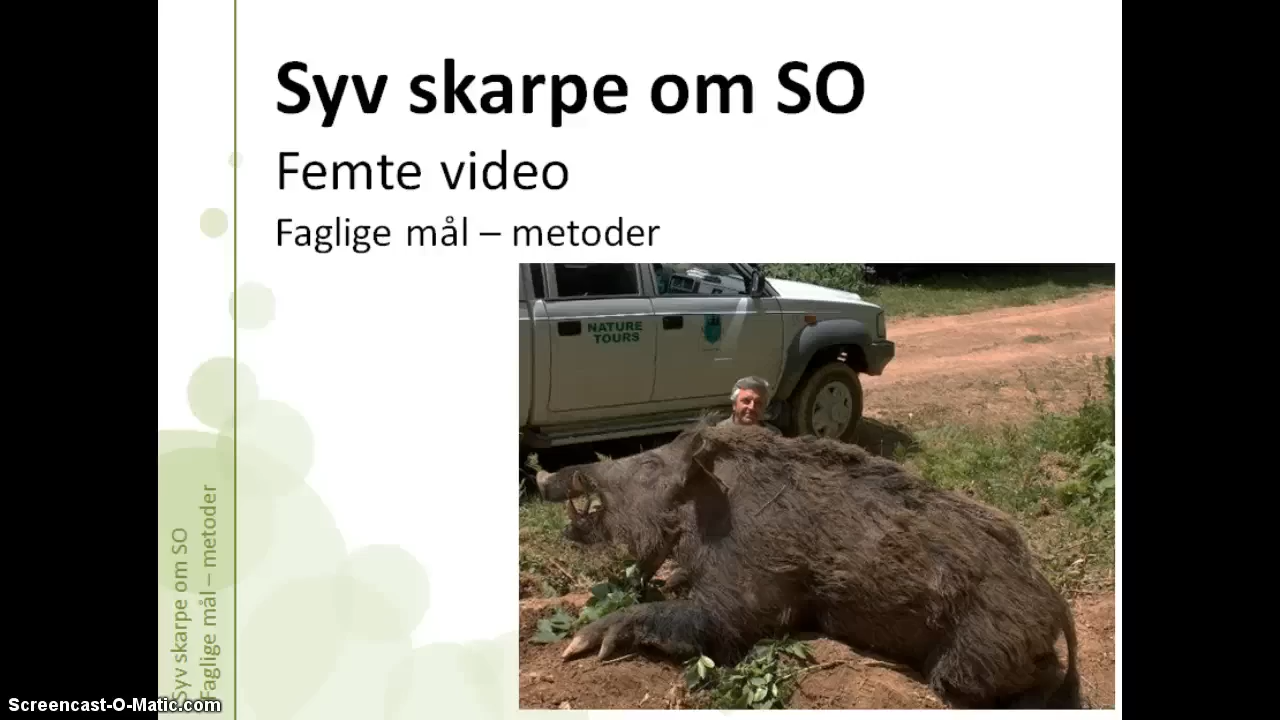 Syv skarpe om SO
Femte video
Faglige mål – metoder
NATURE
TOURS
Syv skarpe om SO
Faglige mål – metoder
Screencast-O-Matic.com